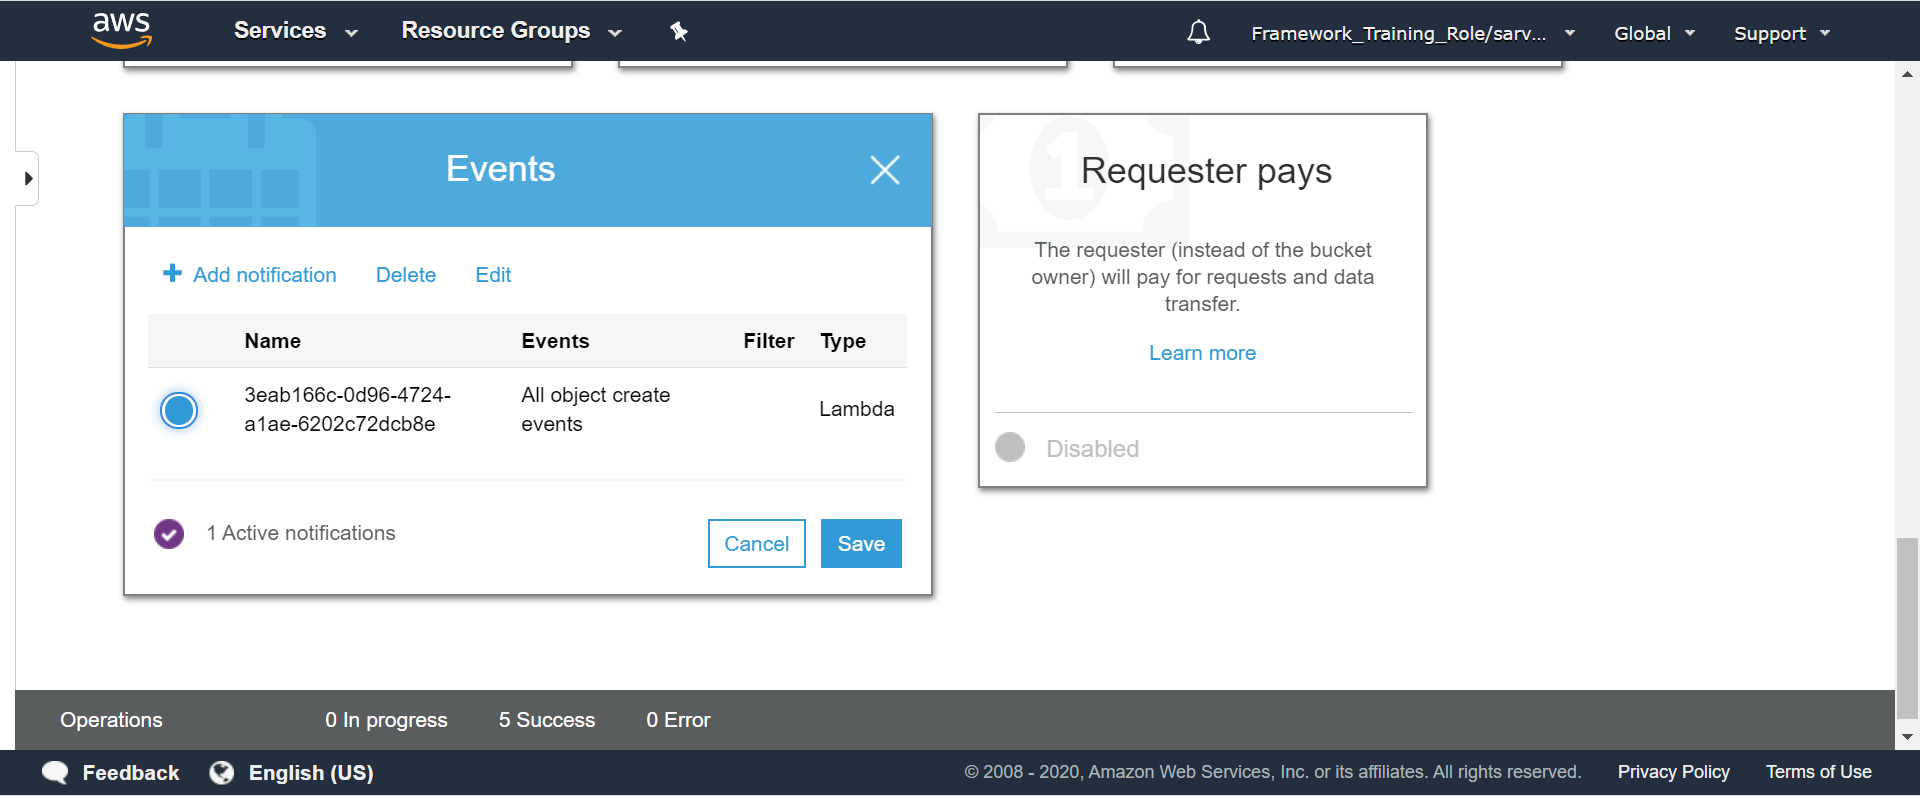 aws Services Resource Groups Framework_Training_Role/sarv... Global Support
Events
+ Add notification Delete Edit
Name Events Filter Type
3eab166c-0d96-4724-
a1ae-6202c72dcb8e
All object create
events
Lambda
1 Active notifications Cancel Save
1
Requester pays
The requester (instead of the bucket
owner) will pay for requests and data
transfer.
Learn more
Disabled
Operations 0 In progress 5 Success 0 Error
Feedback English (US) © 2008 - 2020, Amazon Web Services, Inc. or its affiliates. All rights reserved. Privacy Policy Terms of Use